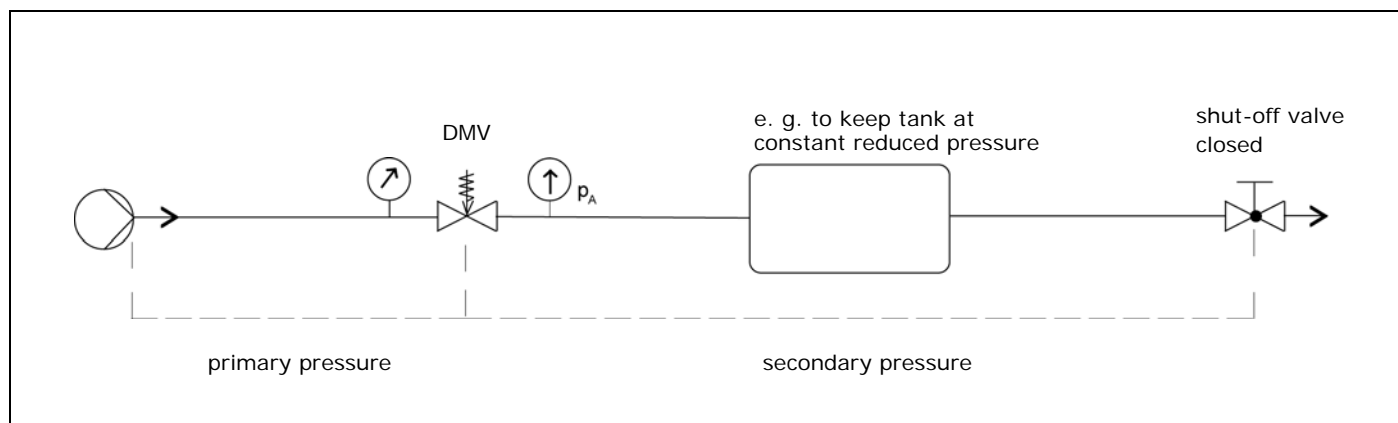 DMV
e. g. to keep tank at
constant reduced pressure
shut-off valve
closed
pA
primary pressure
secondary pressure